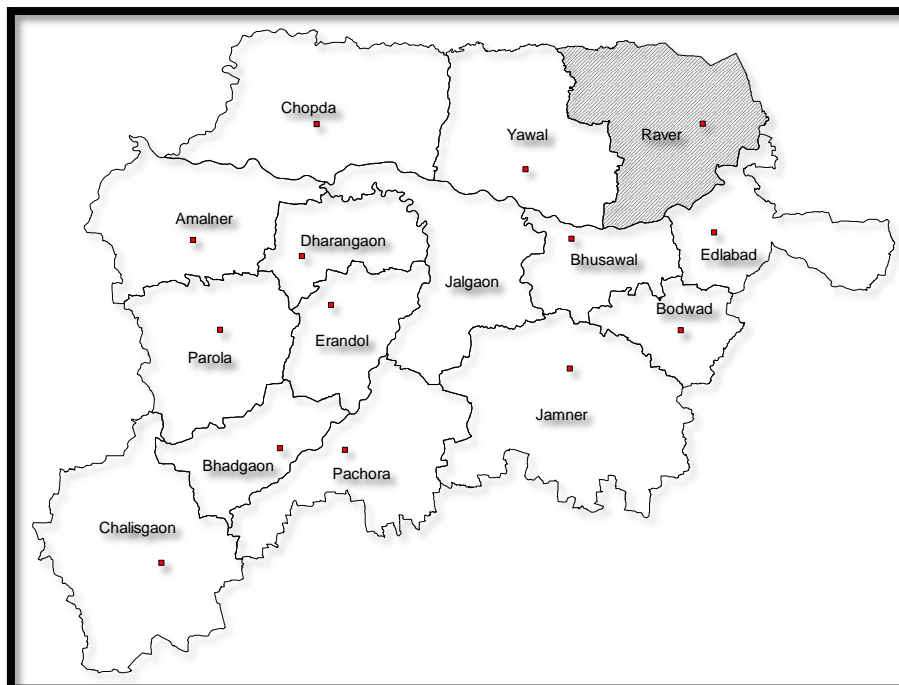 Chopda
Yawal
Raver
Amalner
Dharangaon
Jalgaon
Bhusawal
Edlabad
Parola
Erandol
Bodwad
Jamner
Bhadgaon
Pachora
Chalisgaon